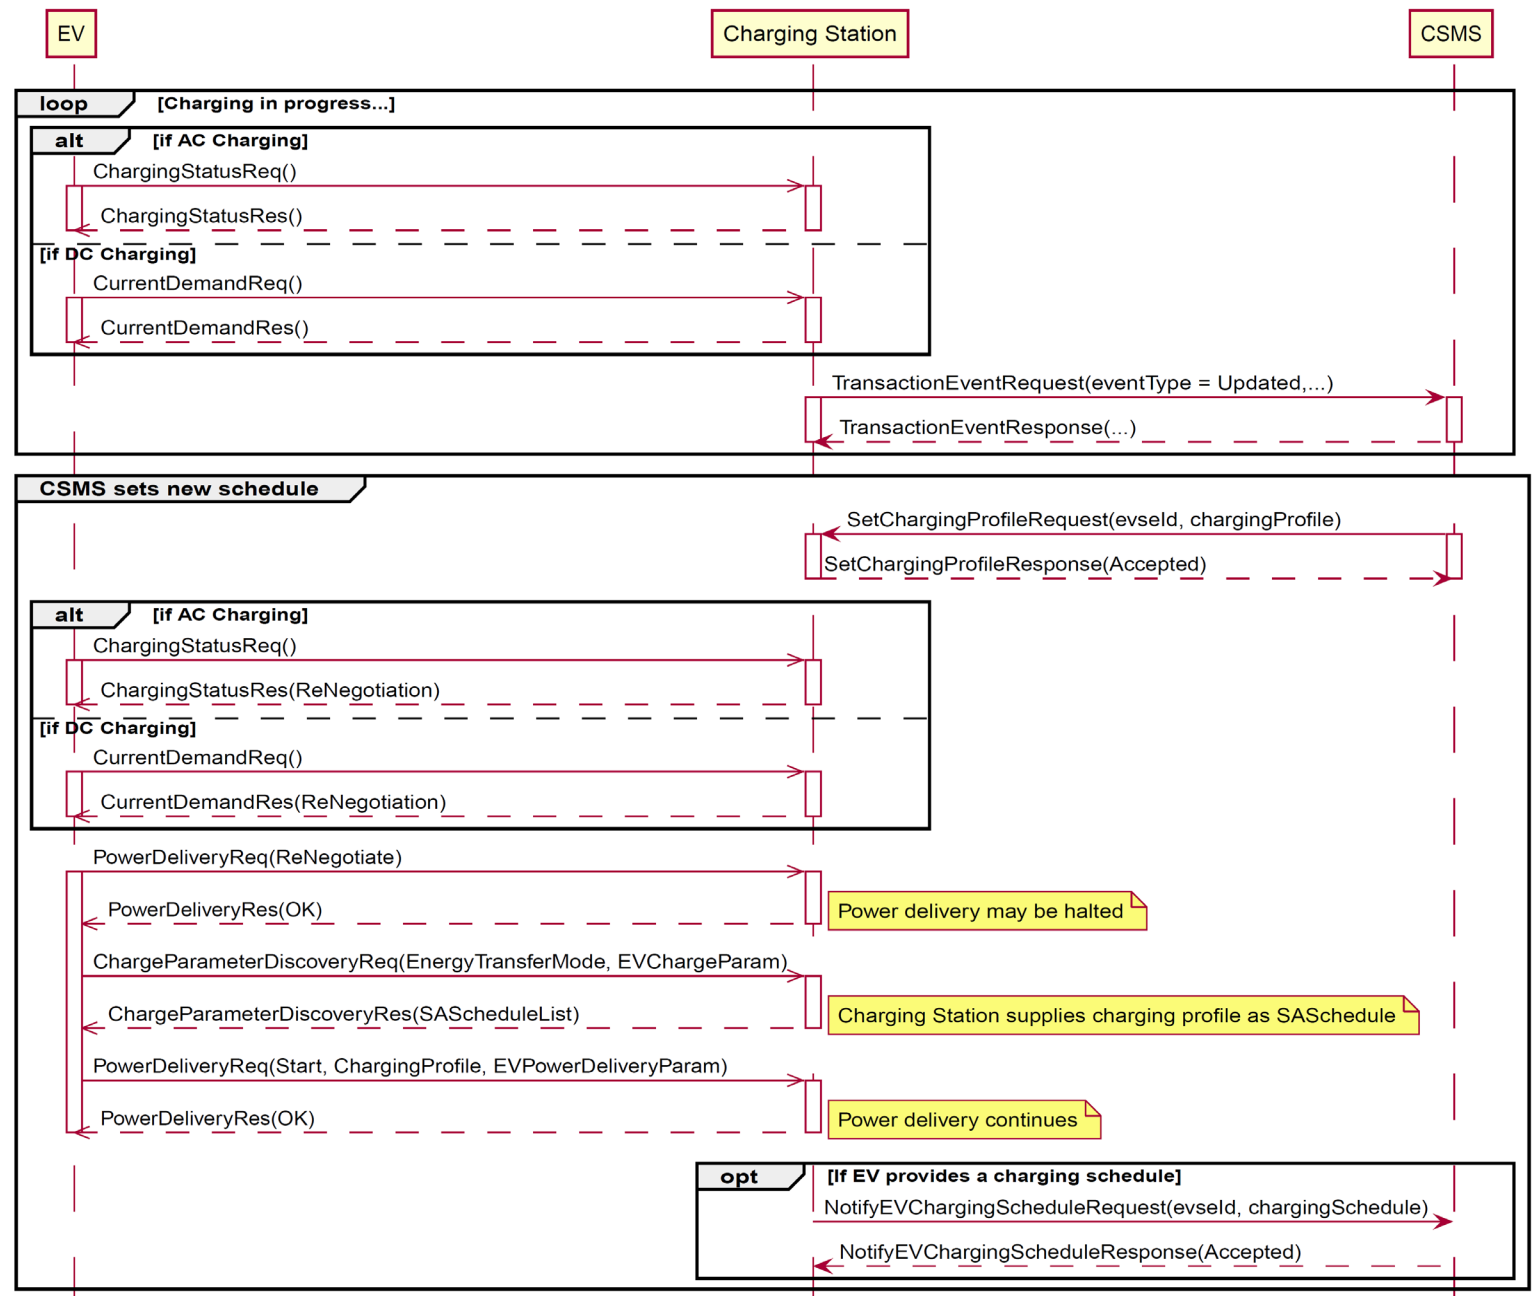 EV
Charging Station
CSMS
loop [Charging in progress...]
alt [if AC Charging]
ChargingStatusReq()
ChargingStatusRes()
[if DC Charging]
CurrentDemandReq()
CurrentDemandRes()
TransactionEventRequest(eventType = Updated,...)
TransactionEventResponse(...)
CSMS sets new schedule
SetChargingProfileRequest(evseId, chargingProfile)
SetChargingProfileResponse(Accepted)
alt [if AC Charging]
ChargingStatusReq()
ChargingStatusRes(ReNegotiation)
[if DC Charging]
CurrentDemandReq()
CurrentDemandRes(ReNegotiation)
PowerDeliveryReq(ReNegotiate)
PowerDeliveryRes(OK)
Power delivery may be halted
ChargeParameterDiscoveryReq(EnergyTransferMode, EVChargeParam)
ChargeParameterDiscoveryRes(SAScheduleList)
Charging Station supplies charging profile as SASchedule
PowerDeliveryReq(Start, ChargingProfile, EVPowerDeliveryParam)
PowerDeliveryRes(OK)
Power delivery continues
opt [If EV provides a charging schedule]
NotifyEVChargingScheduleRequest(evseId, chargingSchedule)
NotifyEVChargingScheduleResponse(Accepted)